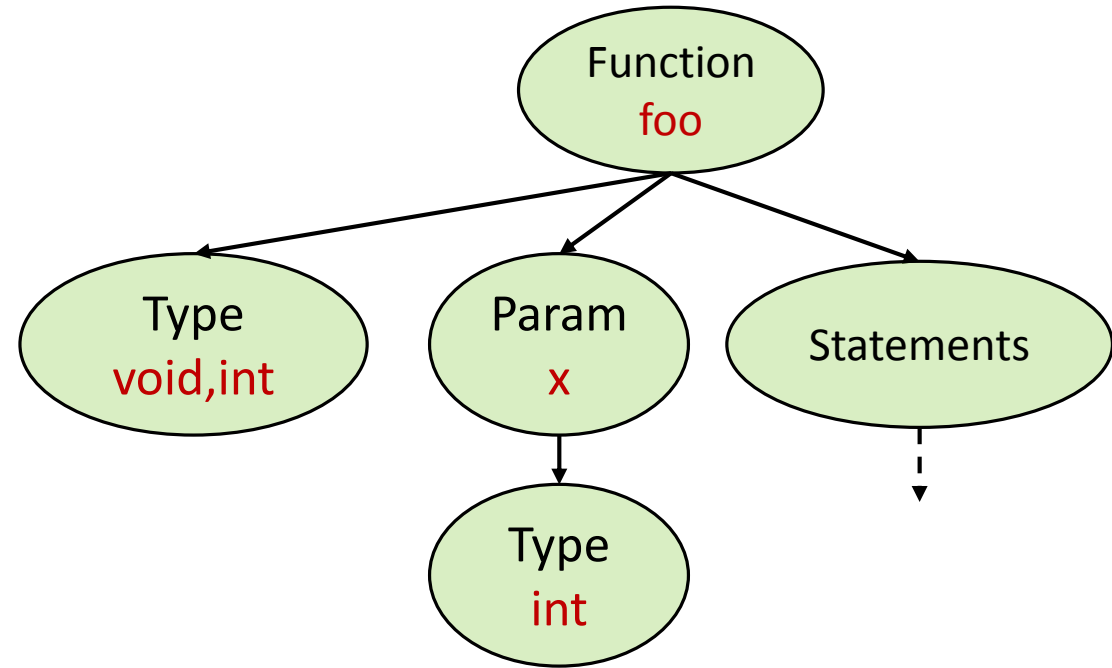 Function
foo
Type
void,int
Param
x
Statements
Type
int